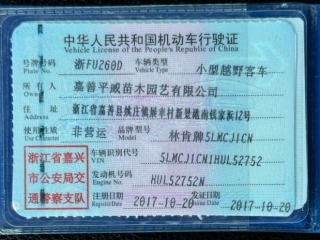 中华人民共和国机动车行驶证
Vehicle License of the People's Republic of China
号牌号码 浙FU260D 车辆类型 小型越野客车
Plate No. Vehicle Type
所有人 嘉善平威苗木园艺有限公司
Owner
住址 浙江省嘉善县姚庄镇展幸村新景港南钱家浜12号
Address
使用性质 非营运 品牌型号 林肯牌5LMCJ1CN
Use Character Model
浙江省嘉兴市公安局交通警察支队
车辆识别代号 5LMCJ1CN1HUL52752
VIN
发动机号码 HUL52752N
Engine No.
注册日期 2017-10-20 发证日期 2017-10-20
Register Date Issue Date